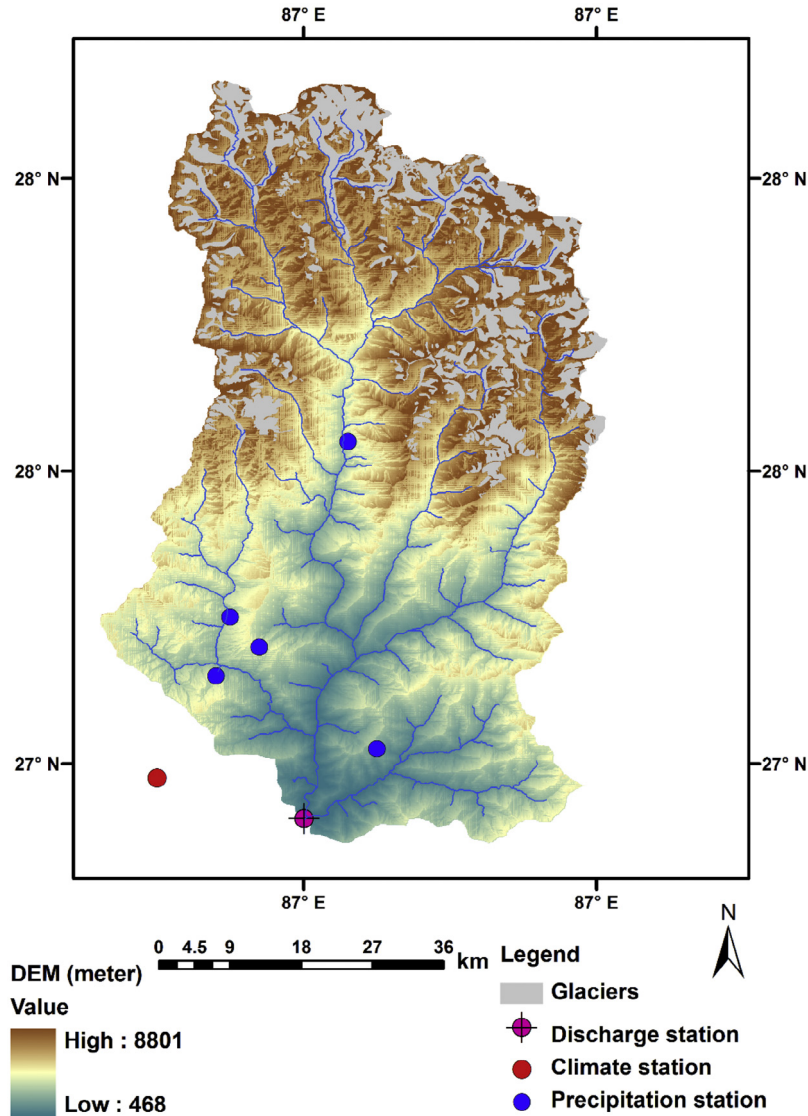 87° E 87° E
28° N 28° N
28° N 28° N
27° N 27° N
87° E 87° E
N
0 4.5 9 18 27 36 km
DEM (meter)
Value
High : 8801
Low : 468
Legend
Glaciers
Discharge station
Climate station
Precipitation station